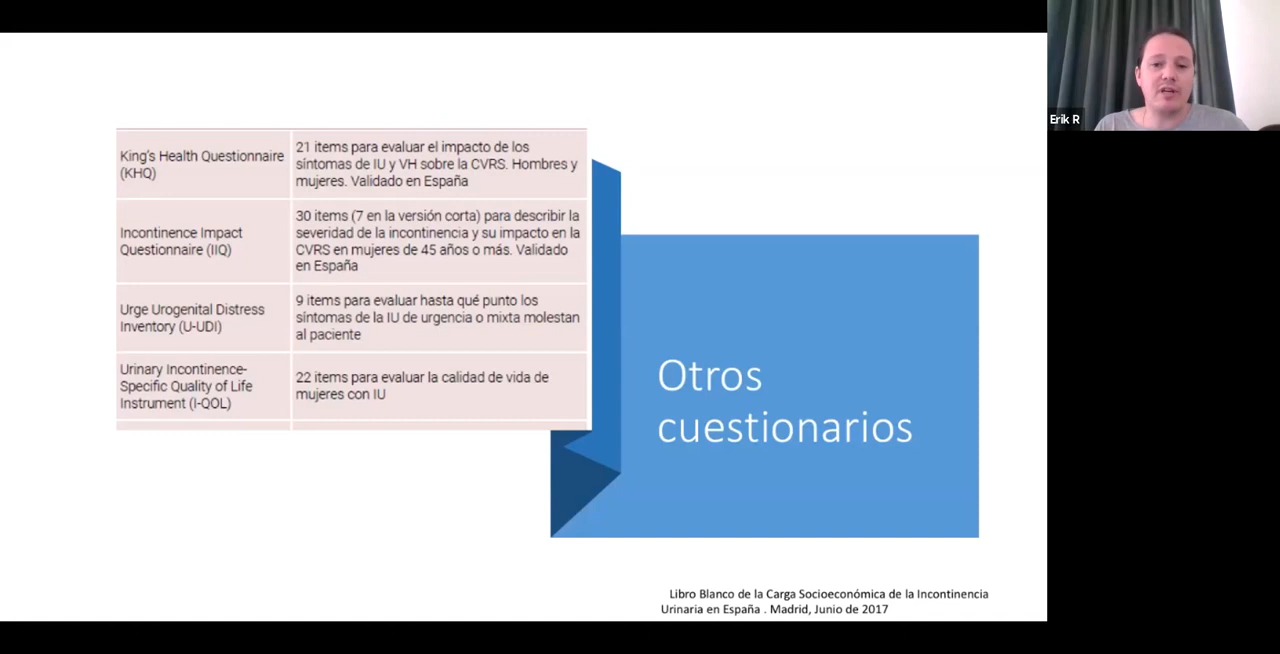 King's Health Questionnaire
(KHQ)
21 items para evaluar el impacto de los
síntomas de IU y VH sobre la CVRS. Hombres y
mujeres. Validado en España
Incontinence Impact
Questionnaire (IIQ)
30 items (7 en la versión corta) para describir la
severidad de la incontinencia y su impacto en la
CVRS en mujeres de 45 años o más. Validado
en España
Urge Urogenital Distress
Inventory (U-UDI)
9 items para evaluar hasta qué punto los
síntomas de la IU de urgencia o mixta molestan
al paciente
Urinary Incontinence-
Specific Quality of Life
Instrument (I-QOL)
22 items para evaluar la calidad de vida de
mujeres con IU
Otros
cuestionarios
Libro Blanco de la Carga Socioeconómica de la Incontinencia
Urinaria en España . Madrid, Junio de 2017
Erik R